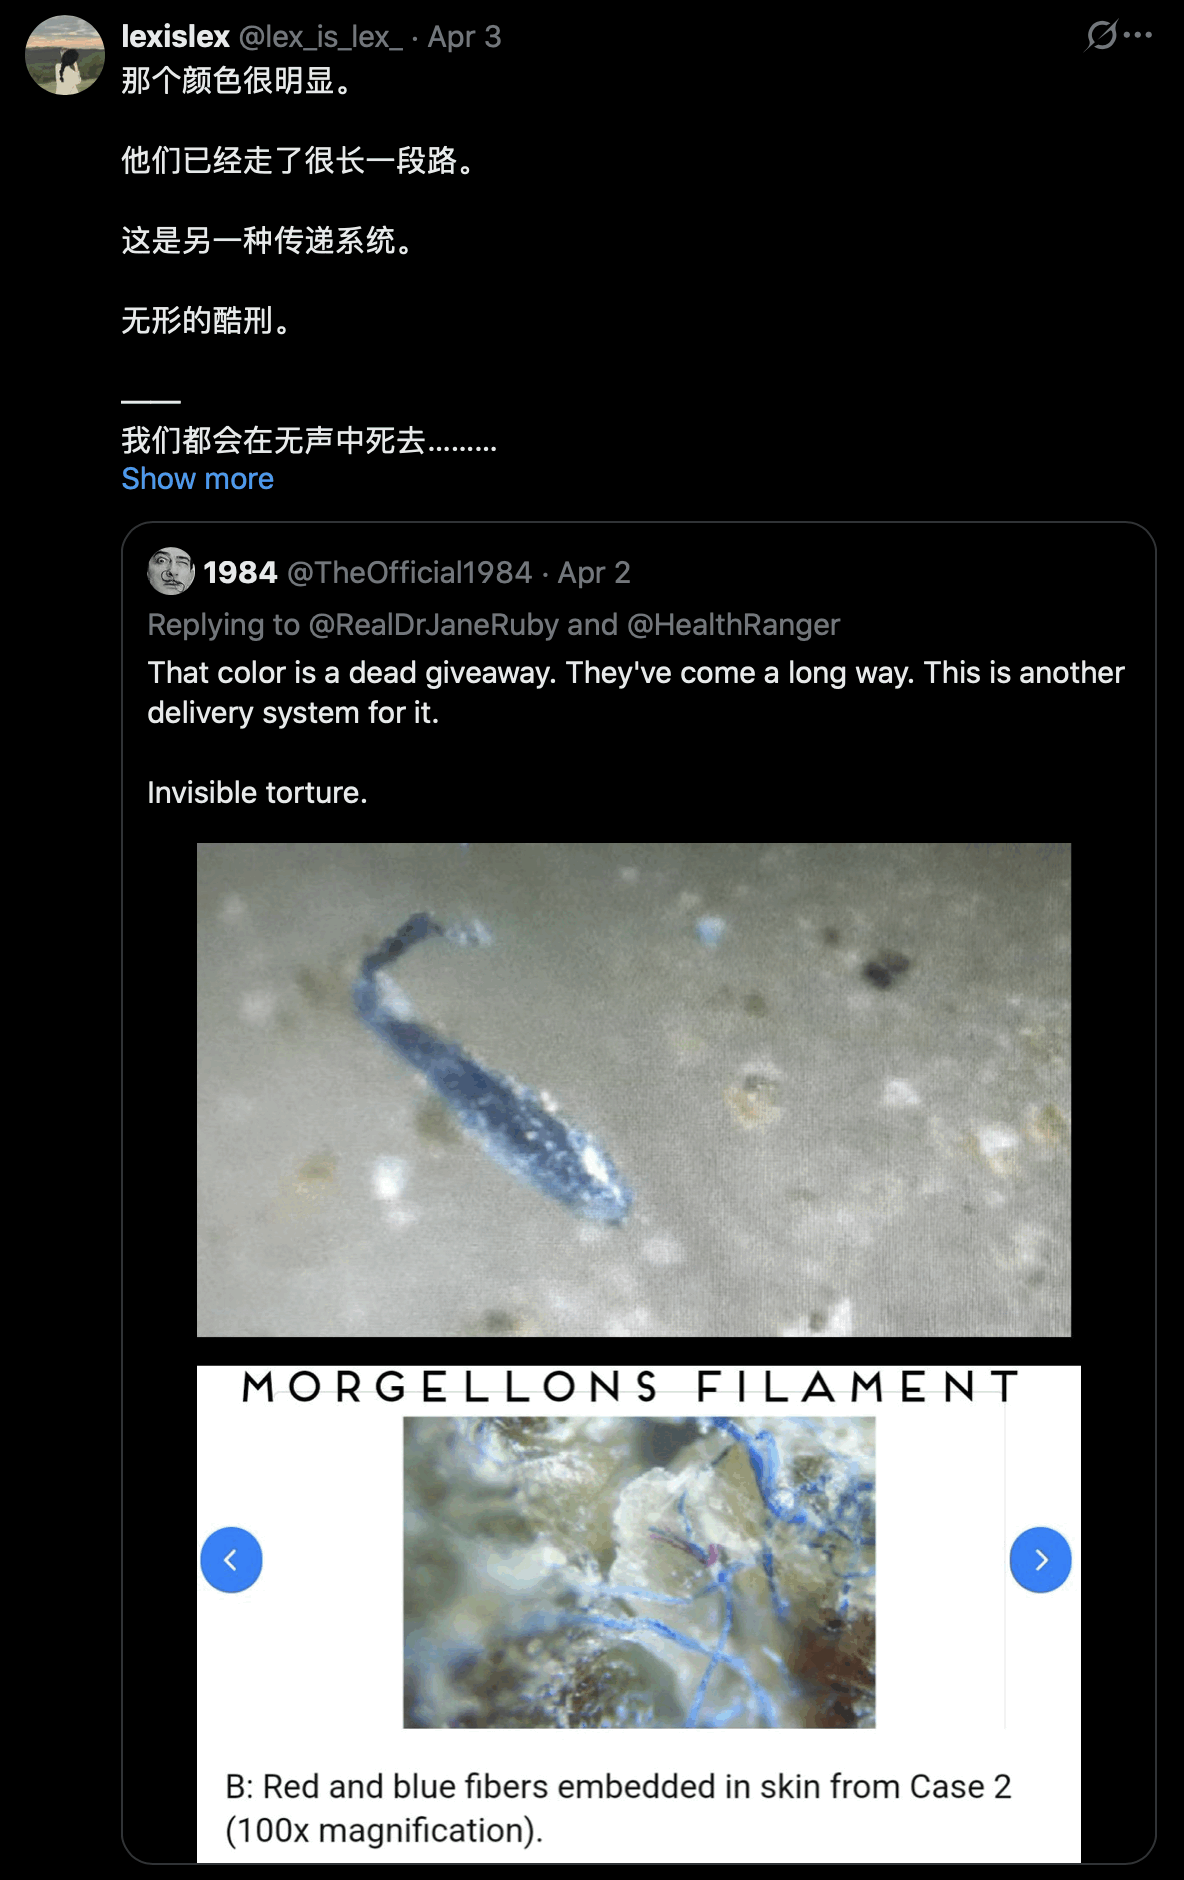 lexislex @lex_is_lex_ · Apr 3
那个颜色很明显。
他们已经走了很长一段路。
这是另一种传递系统。
无形的酷刑。
——
我们都会在无声中死去………
Show more
1984 @TheOfficial1984 · Apr 2
Replying to @RealDrJaneRuby and @HealthRanger
That color is a dead giveaway. They've come a long way. This is another
delivery system for it.
Invisible torture.
MORGELLONS FILAMENT
B: Red and blue fibers embedded in skin from Case 2
(100x magnification).